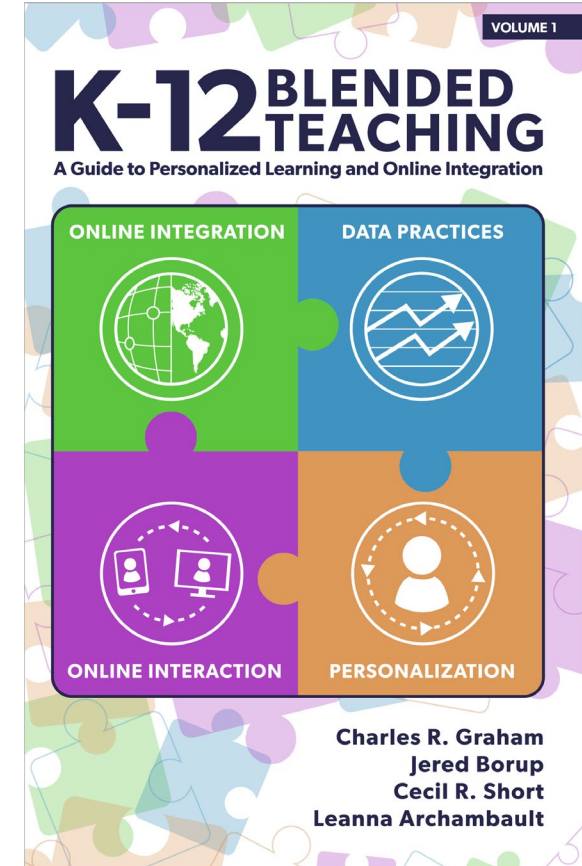 VOLUME 1
K-12 BLENDED
TEACHING
A Guide to Personalized Learning and Online Integration
ONLINE INTEGRATION
DATA PRACTICES
ONLINE INTERACTION
PERSONALIZATION
Charles R. Graham
Jered Borup
Cecil R. Short
Leanna Archambault